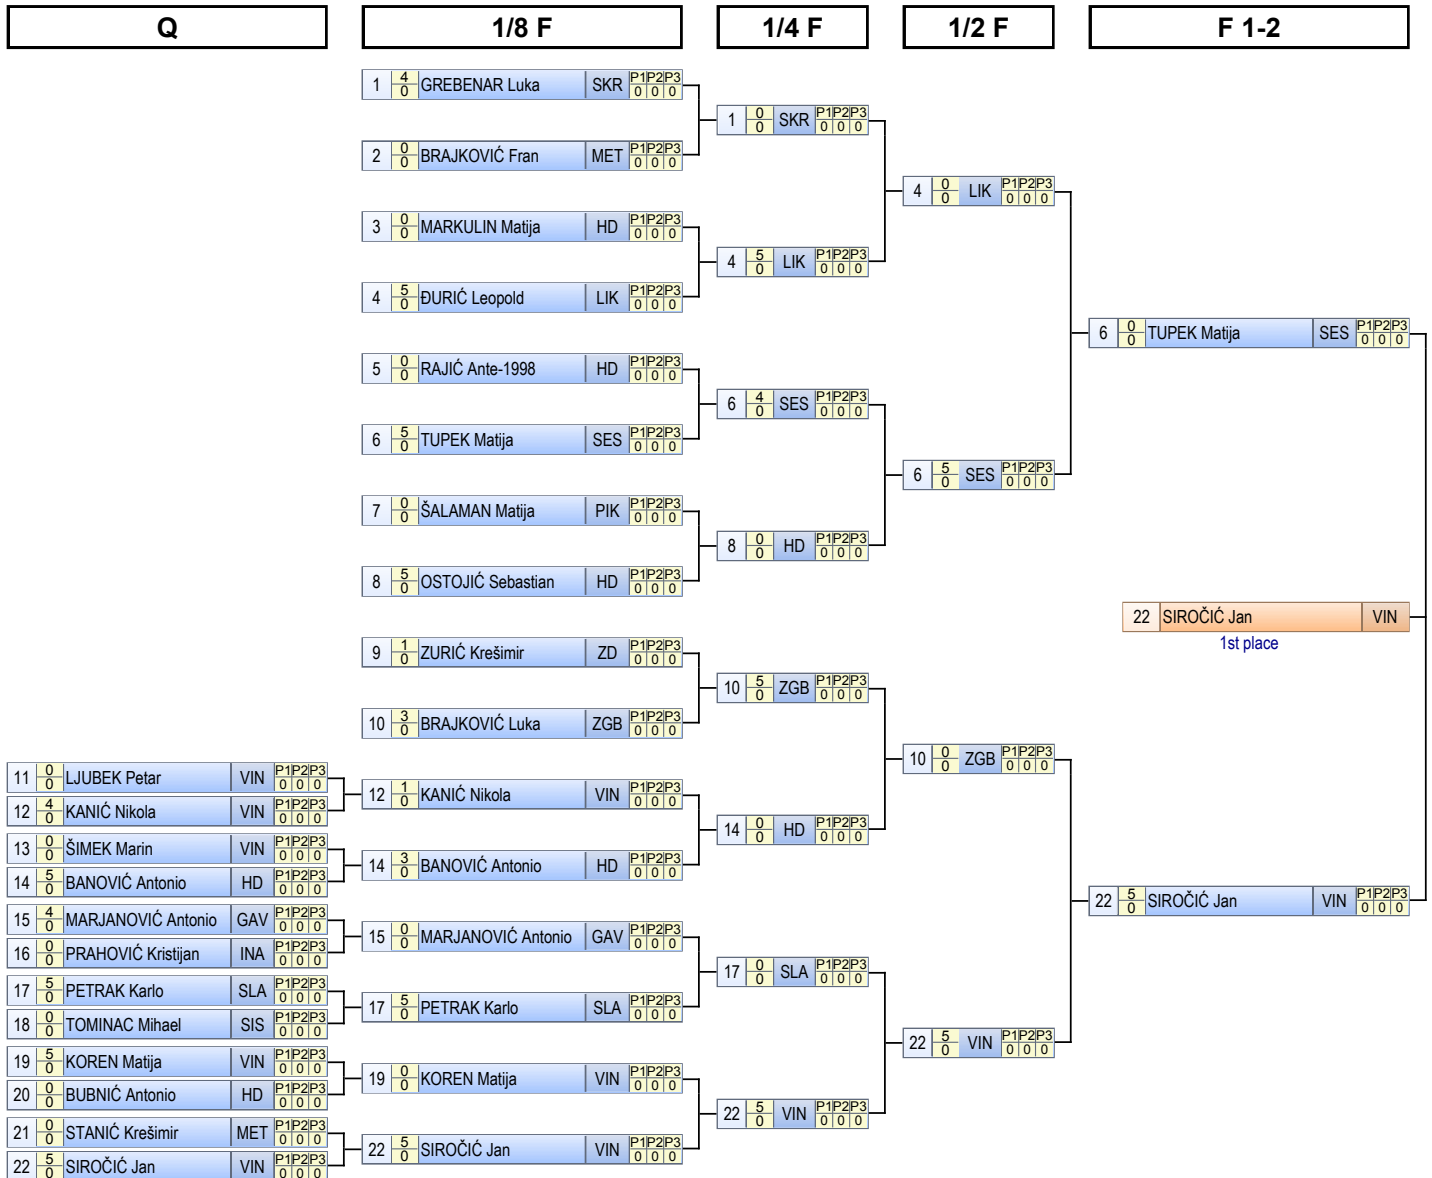 Q
1/8 F
1/4 F
1/2 F
F 1-2
1 4 0 GREBENAR Luka SKR P1 P2 P3 0 0 0
2 0 0 BRAJKOVIĆ Fran MET P1 P2 P3 0 0 0
3 0 0 MARKULIN Matija HD P1 P2 P3 0 0 0
4 5 0 ĐURIĆ Leopold LIK P1 P2 P3 0 0 0
5 0 0 RAJIĆ Ante-1998 HD P1 P2 P3 0 0 0
6 5 0 TUPEK Matija SES P1 P2 P3 0 0 0
7 0 0 ŠALAMAN Matija PIK P1 P2 P3 0 0 0
8 5 0 OSTOJIĆ Sebastian HD P1 P2 P3 0 0 0
9 1 0 ZURIĆ Krešimir ZD P1 P2 P3 0 0 0
10 3 0 BRAJKOVIĆ Luka ZGB P1 P2 P3 0 0 0
11 0 0 LJUBEK Petar VIN P1 P2 P3 0 0 0
12 4 0 KANIĆ Nikola VIN P1 P2 P3 0 0 0
13 0 0 ŠIMEK Marin VIN P1 P2 P3 0 0 0
14 5 0 BANOVIĆ Antonio HD P1 P2 P3 0 0 0
15 4 0 MARJANOVIĆ Antonio GAV P1 P2 P3 0 0 0
16 0 0 PRAHOVIĆ Kristijan INA P1 P2 P3 0 0 0
17 5 0 PETRAK Karlo SLA P1 P2 P3 0 0 0
18 0 0 TOMINAC Mihael SIS P1 P2 P3 0 0 0
19 5 0 KOREN Matija VIN P1 P2 P3 0 0 0
20 0 0 BUBNIĆ Antonio HD P1 P2 P3 0 0 0
21 0 0 STANIĆ Krešimir MET P1 P2 P3 0 0 0
22 5 0 SIROČIĆ Jan VIN P1 P2 P3 0 0 0
12 1 0 KANIĆ Nikola VIN P1 P2 P3 0 0 0
14 3 0 BANOVIĆ Antonio HD P1 P2 P3 0 0 0
15 0 0 MARJANOVIĆ Antonio GAV P1 P2 P3 0 0 0
17 5 0 PETRAK Karlo SLA P1 P2 P3 0 0 0
19 0 0 KOREN Matija VIN P1 P2 P3 0 0 0
22 5 0 SIROČIĆ Jan VIN P1 P2 P3 0 0 0
1 0 0 SKR P1 P2 P3 0 0 0
4 5 0 LIK P1 P2 P3 0 0 0
6 4 0 SES P1 P2 P3 0 0 0
8 0 0 HD P1 P2 P3 0 0 0
10 5 0 ZGB P1 P2 P3 0 0 0
14 0 0 HD P1 P2 P3 0 0 0
17 0 0 SLA P1 P2 P3 0 0 0
22 5 0 VIN P1 P2 P3 0 0 0
4 0 0 LIK P1 P2 P3 0 0 0
6 5 0 SES P1 P2 P3 0 0 0
10 0 0 ZGB P1 P2 P3 0 0 0
22 5 0 VIN P1 P2 P3 0 0 0
6 0 0 TUPEK Matija SES P1 P2 P3 0 0 0
22 5 0 SIROČIĆ Jan VIN P1 P2 P3 0 0 0
22 SIROČIĆ Jan VIN
1st place